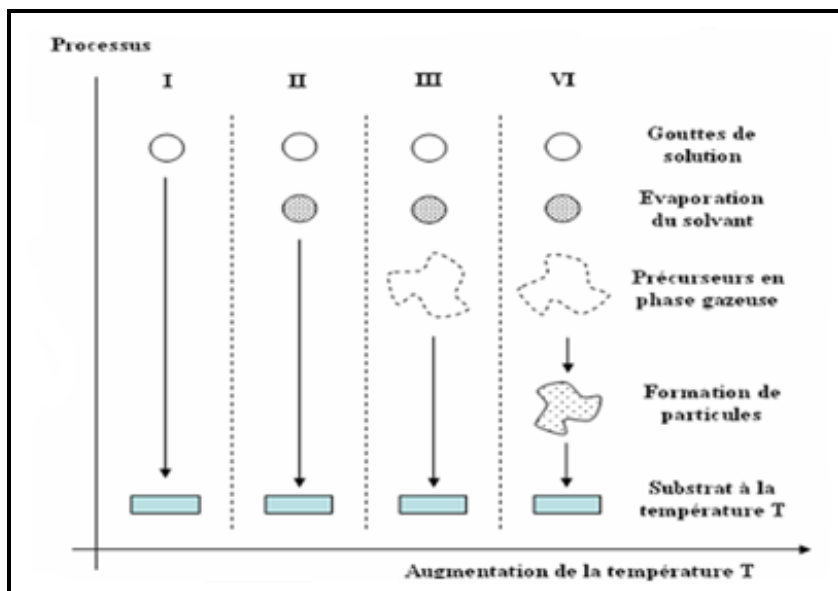 Processus
I II III VI
Gouttes de
solution
Evaporation
du solvant
Précurseurs en
phase gazeuse
Formation de
particules
Substrat à la
température T
Augmentation de la température T